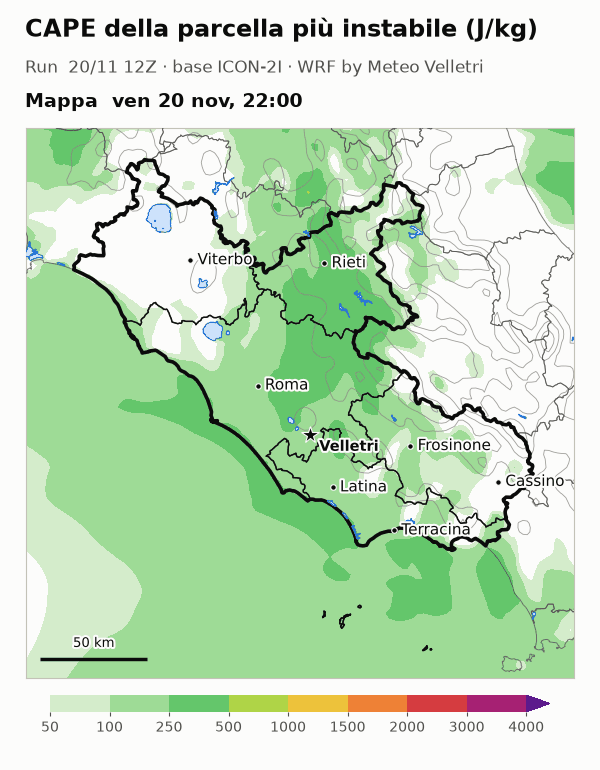 CAPE della parcella più instabile (J/kg)
Run  20/11 12Z · base ICON-2I · WRF by Meteo Velletri
Mappa  ven 20 nov, 22:00
Viterbo
Rieti
Roma
Velletri
Frosinone
Latina
Cassino
Terracina
50 km
50 100 250 500 1000 1500 2000 3000 4000